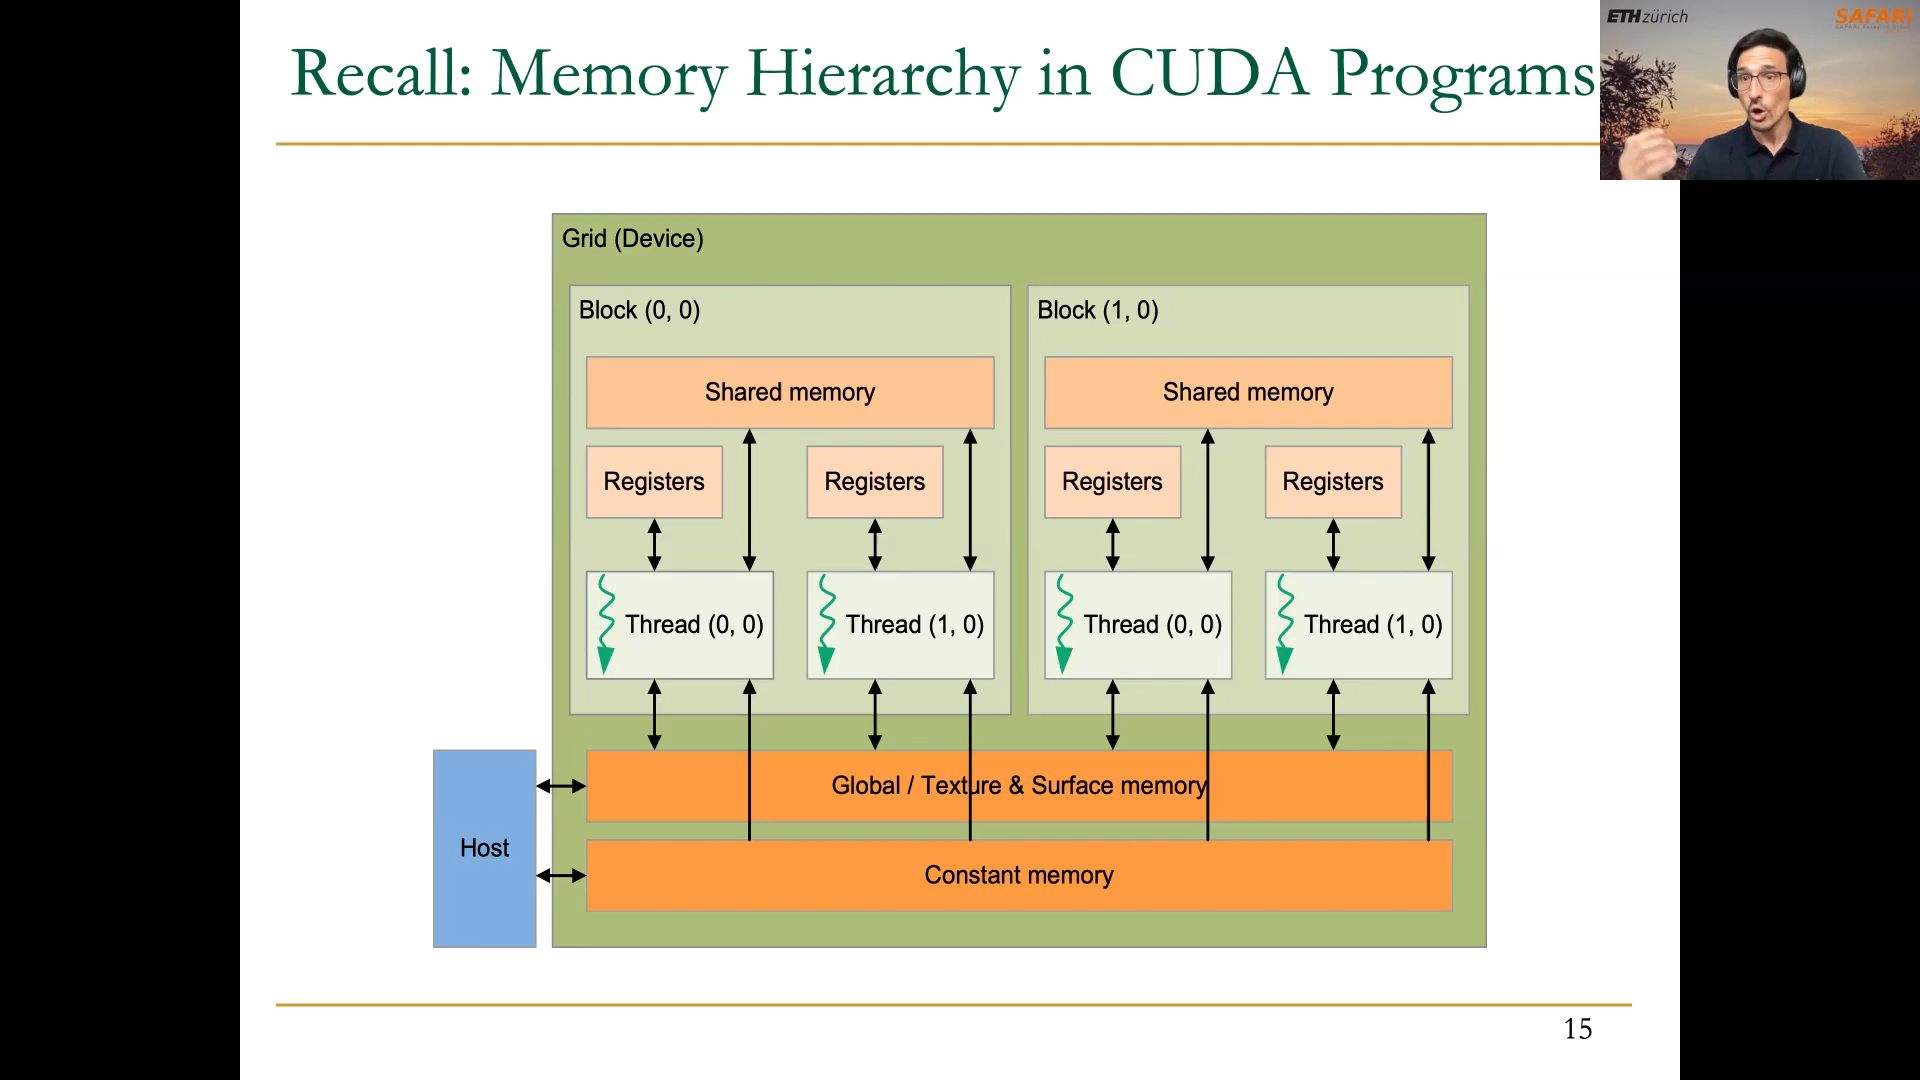 Recall: Memory Hierarchy in CUDA Programs
ETH zürich
SAFARI
Grid (Device)
Block (0, 0)
Block (1, 0)
Shared memory
Shared memory
Registers
Registers
Registers
Registers
Thread (0, 0)
Thread (1, 0)
Thread (0, 0)
Thread (1, 0)
Global / Texture & Surface memory
Host
Constant memory
15